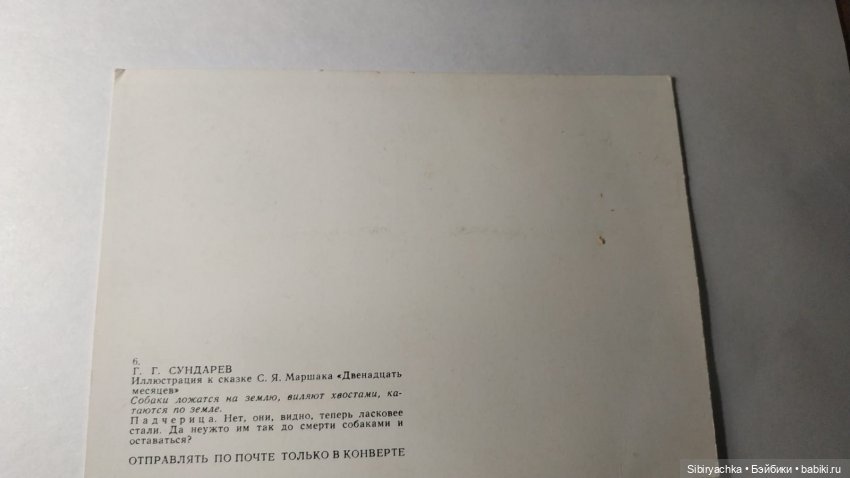 6.
Г. Г. СУНДАРЕВ
Иллюстрация к сказке С. Я. Маршака «Двенадцать
месяцев»
Собаки ложатся на землю, виляют хвостами, ка-
таются по земле.
Падчерица. Нет, они, видно, теперь ласковее
стали. Да неужто им так до смерти собаками и
оставаться?
ОТПРАВЛЯТЬ ПО ПОЧТЕ ТОЛЬКО В КОНВЕРТЕ
Sibiryachka • Бэйбики • babiki.ru